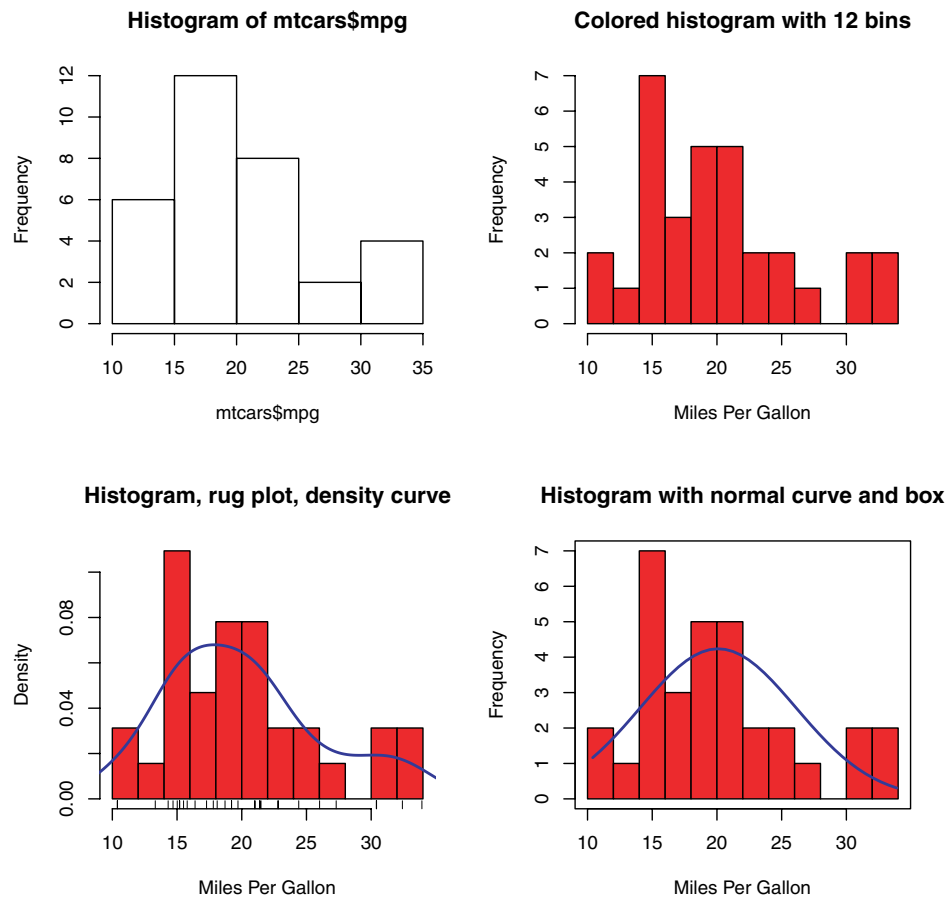 Histogram of mtcars$mpg
Frequency
0 2 4 6 8 10 12
10 15 20 25 30 35
mtcars$mpg
Colored histogram with 12 bins
Frequency
0 1 2 3 4 5 6 7
10 15 20 25 30
Miles Per Gallon
Histogram, rug plot, density curve
Density
0.00 0.04 0.08
10 15 20 25 30
Miles Per Gallon
Histogram with normal curve and box
Frequency
0 1 2 3 4 5 6 7
10 15 20 25 30
Miles Per Gallon